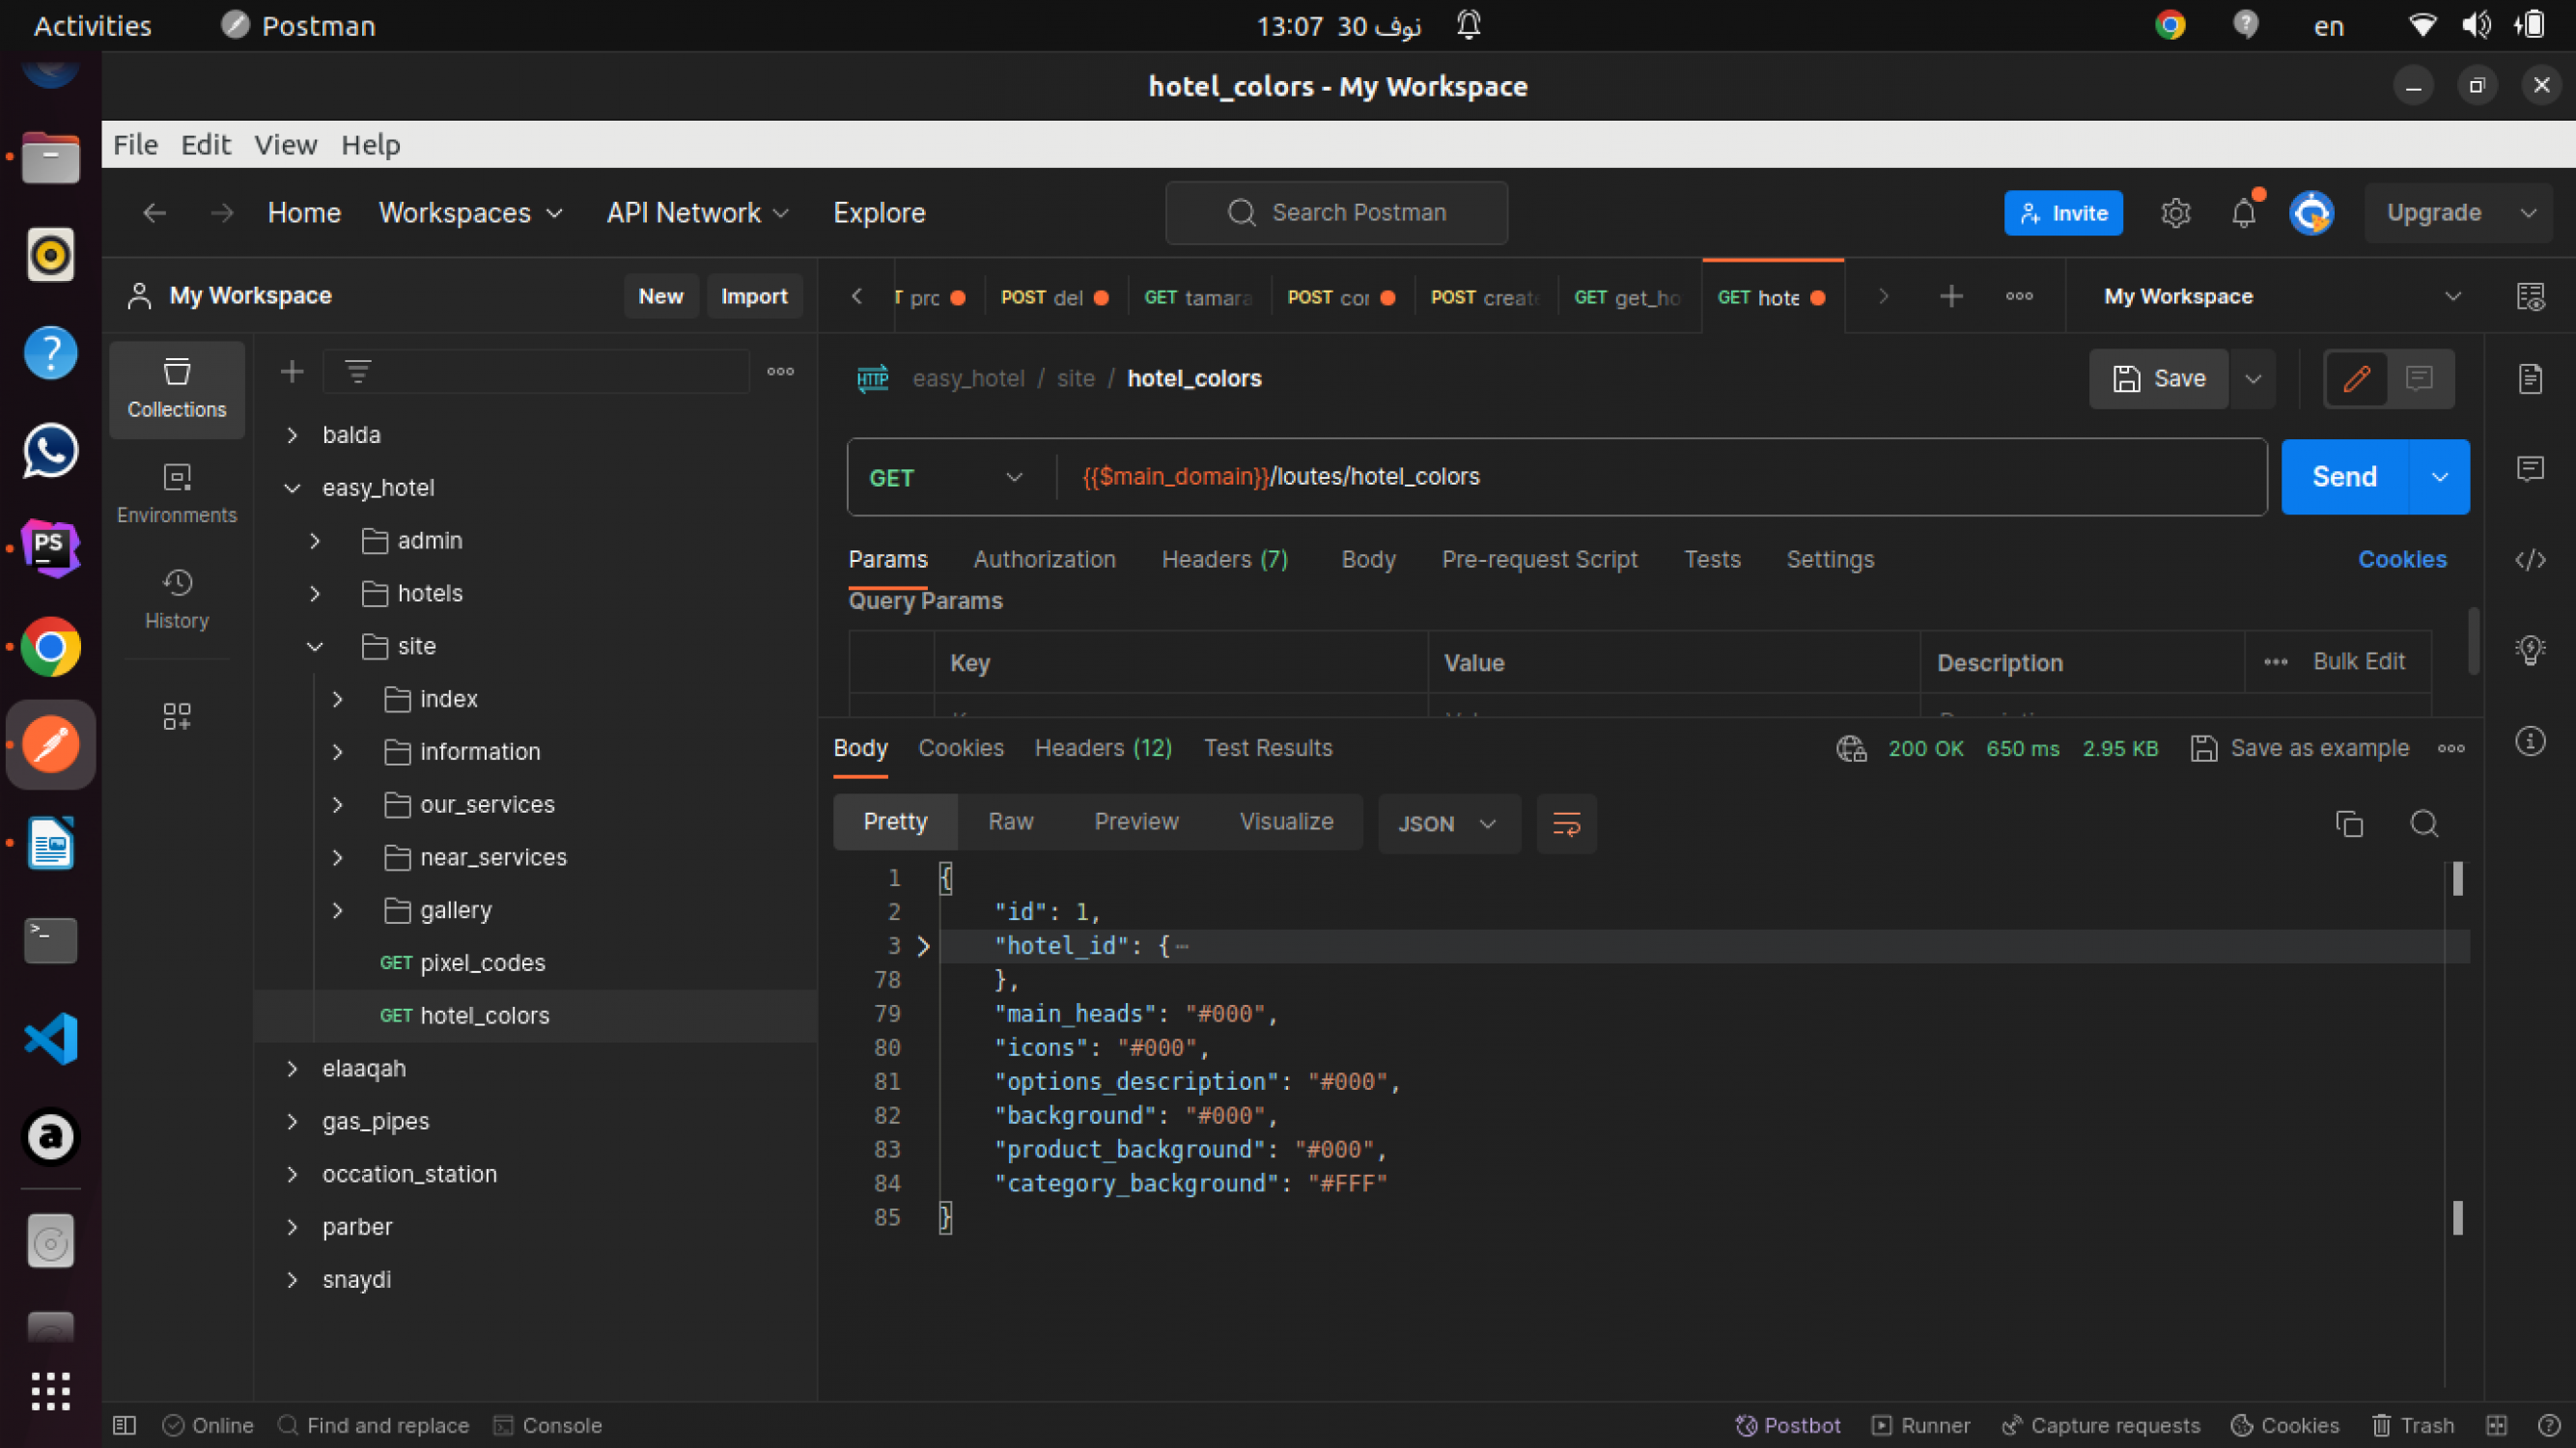 Activities
Postman
13:07 30 نوف
en
hotel_colors - My Workspace
File Edit View Help
Home Workspaces API Network Explore
Search Postman
Invite
Upgrade
My Workspace
New Import
T prc
POST del
GET tamara
POST cor
POST create
GET get_ho
GET hote
My Workspace
Collections
Environments
History
balda
easy_hotel
admin
hotels
site
index
information
our_services
near_services
gallery
GET pixel_codes
GET hotel_colors
elaaqah
gas_pipes
occation_station
parber
snaydi
HTTP easy_hotel / site / hotel_colors
Save
GET {{$main_domain}}/loutes/hotel_colors
Send
Params Authorization Headers (7) Body Pre-request Script Tests Settings
Cookies
Query Params
Key Value Description ••• Bulk Edit
Body Cookies Headers (12) Test Results
200 OK 650 ms 2.95 KB Save as example
Pretty Raw Preview Visualize JSON
1 {
2 "id": 1,
3 "hotel_id": {⋯
78 },
79 "main_heads": "#000",
80 "icons": "#000",
81 "options_description": "#000",
82 "background": "#000",
83 "product_background": "#000",
84 "category_background": "#FFF"
85 }
Online Find and replace Console
Postbot Runner Capture requests Cookies Trash
PS
a